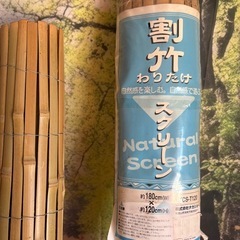 割竹
わりたけ
自然感を楽しむ。
スクリーン
Natural
Screen
約180cm(W)
×
約120cm